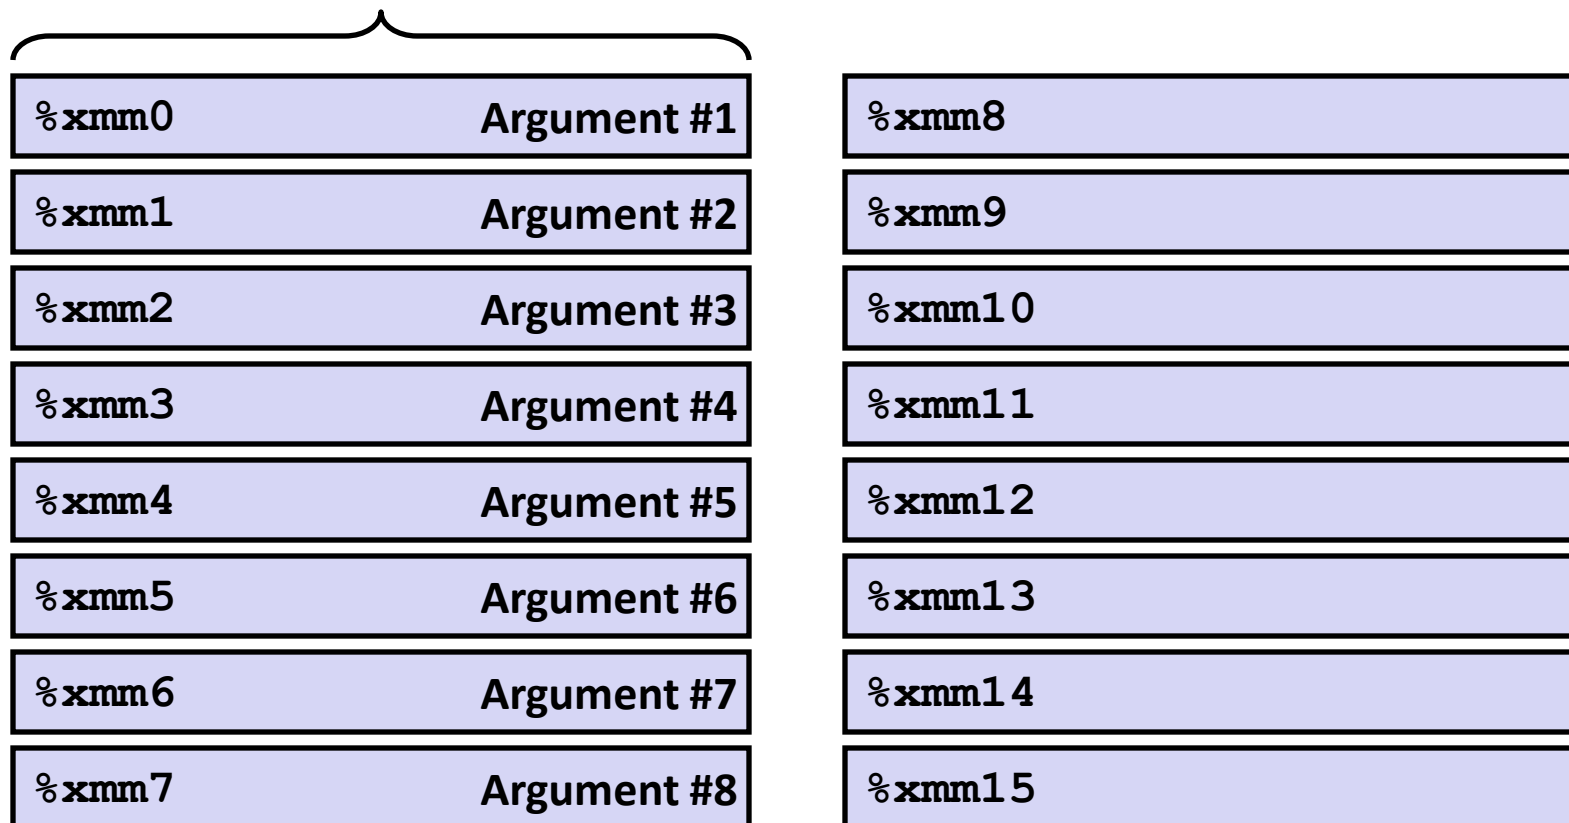 %xmm0 Argument #1
%xmm1 Argument #2
%xmm2 Argument #3
%xmm3 Argument #4
%xmm4 Argument #5
%xmm5 Argument #6
%xmm6 Argument #7
%xmm7 Argument #8
%xmm8
%xmm9
%xmm10
%xmm11
%xmm12
%xmm13
%xmm14
%xmm15